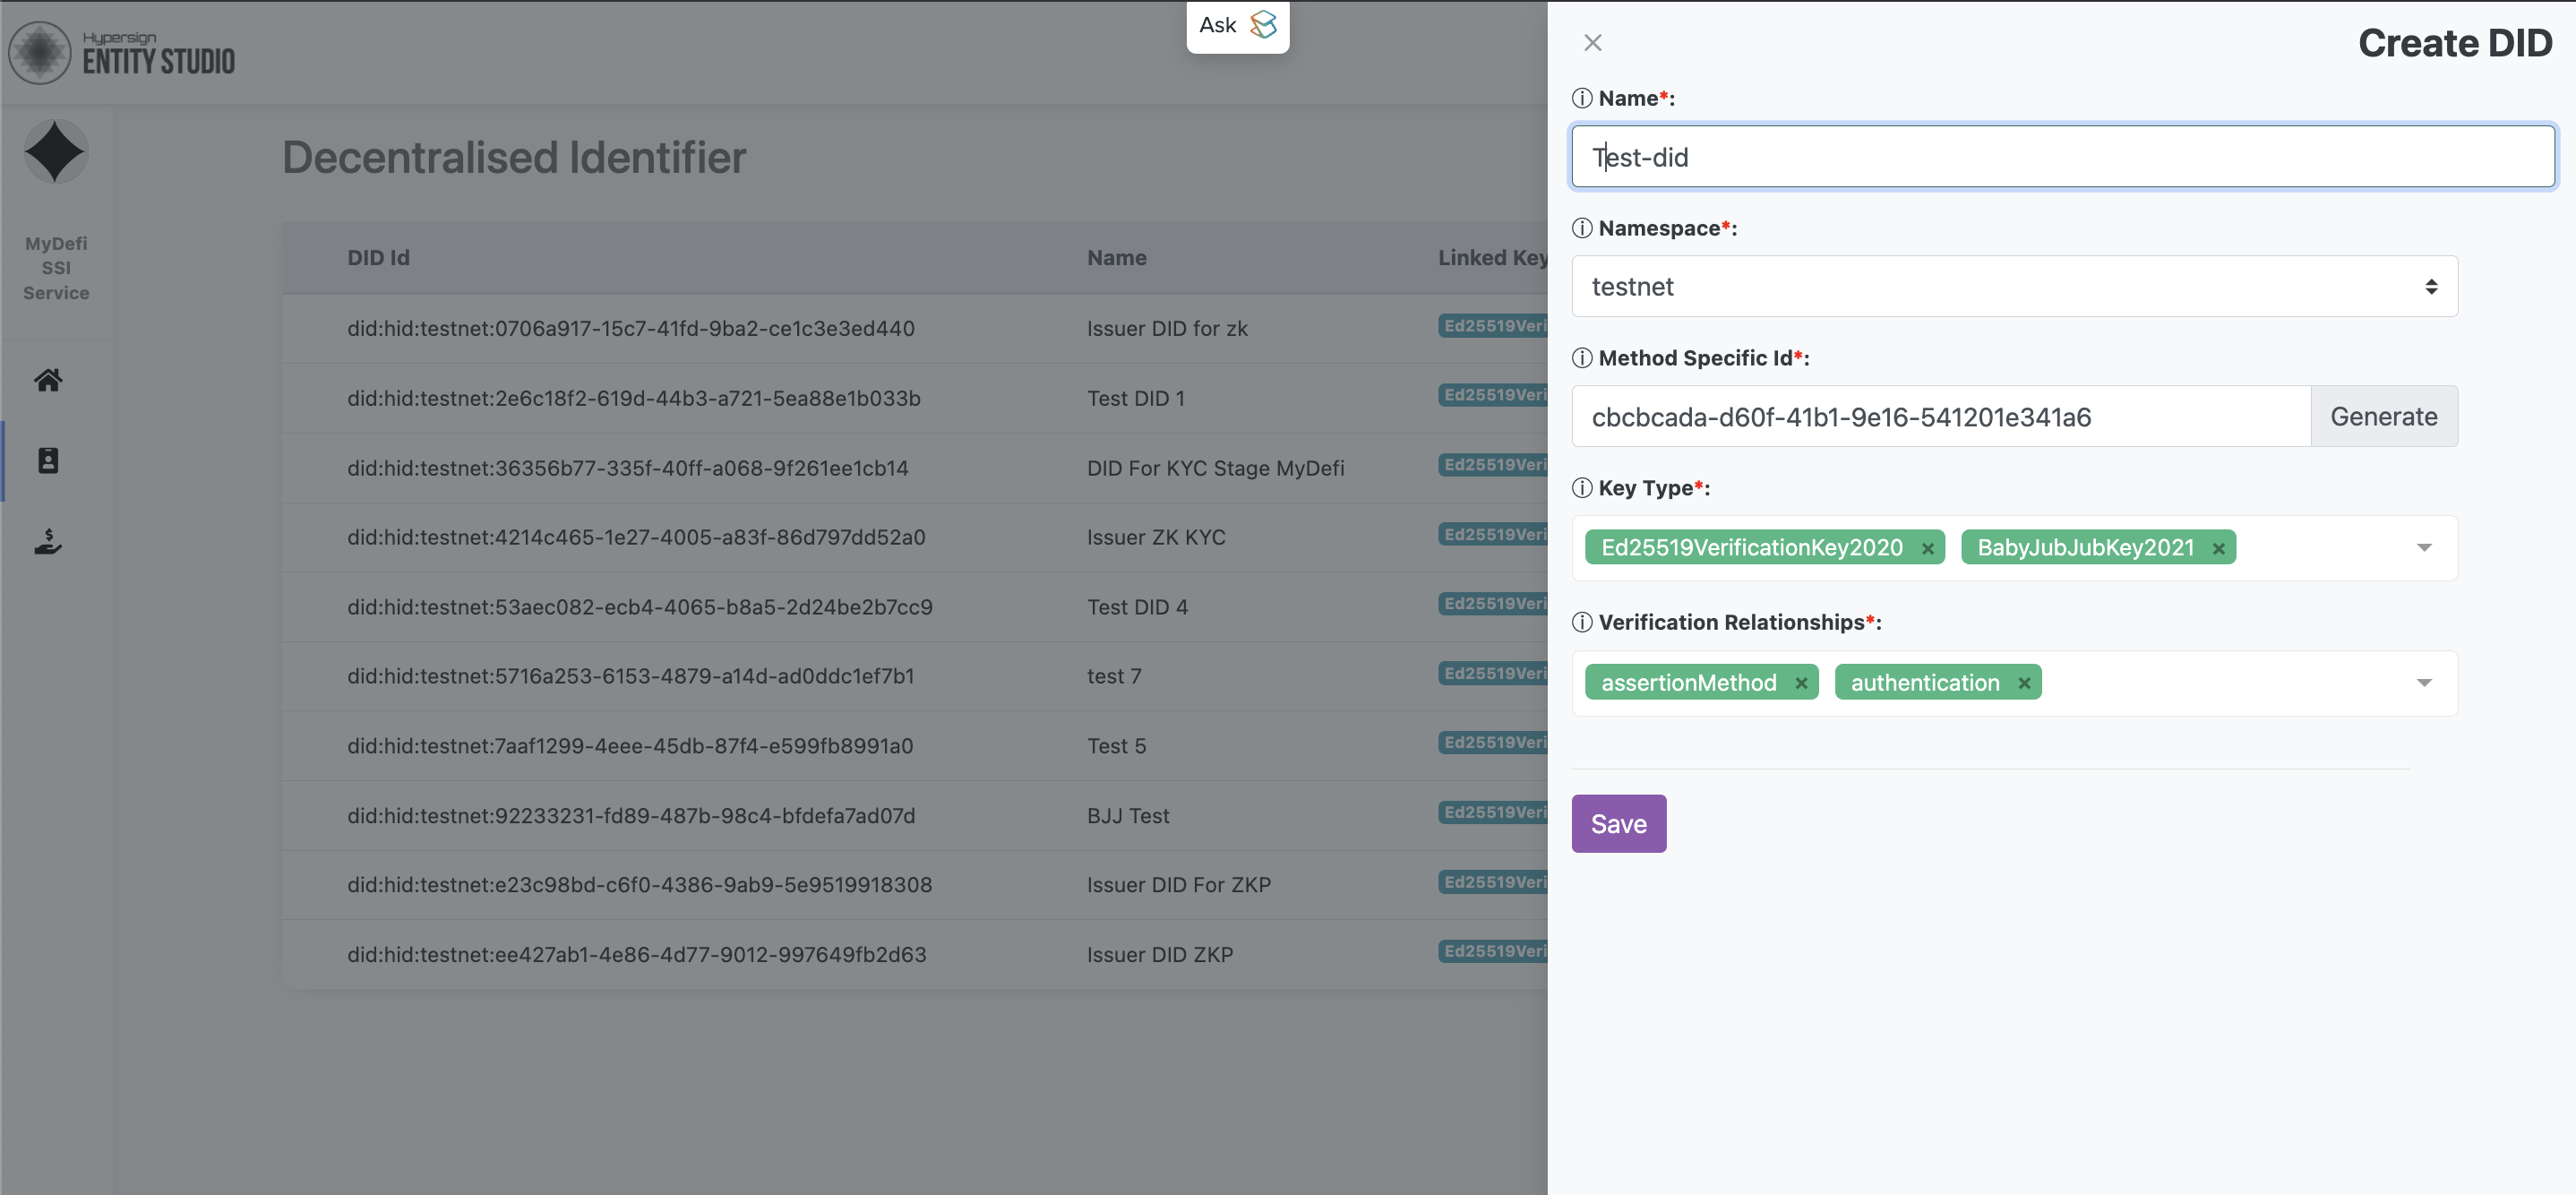 Hypersign
ENTITY STUDIO
Ask
MyDefi
SSI
Service
Decentralised Identifier
DID Id Name Linked Key
did:hid:testnet:0706a917-15c7-41fd-9ba2-ce1c3e3ed440 Issuer DID for zk Ed25519Veri
did:hid:testnet:2e6c18f2-619d-44b3-a721-5ea88e1b033b Test DID 1 Ed25519Veri
did:hid:testnet:36356b77-335f-40ff-a068-9f261ee1cb14 DID For KYC Stage MyDefi Ed25519Veri
did:hid:testnet:4214c465-1e27-4005-a83f-86d797dd52a0 Issuer ZK KYC Ed25519Veri
did:hid:testnet:53aec082-ecb4-4065-b8a5-2d24be2b7cc9 Test DID 4 Ed25519Veri
did:hid:testnet:5716a253-6153-4879-a14d-ad0ddc1ef7b1 test 7 Ed25519Veri
did:hid:testnet:7aaf1299-4eee-45db-87f4-e599fb8991a0 Test 5 Ed25519Veri
did:hid:testnet:92233231-fd89-487b-98c4-bfdefa7ad07d BJJ Test Ed25519Veri
did:hid:testnet:e23c98bd-c6f0-4386-9ab9-5e9519918308 Issuer DID For ZKP Ed25519Veri
did:hid:testnet:ee427ab1-4e86-4d77-9012-997649fb2d63 Issuer DID ZKP Ed25519Veri
Create DID
Name*:
Test-did
Namespace*:
testnet
Method Specific Id*:
cbcbcada-d60f-41b1-9e16-541201e341a6 Generate
Key Type*:
Ed25519VerificationKey2020 × BabyJubJubKey2021 ×
Verification Relationships*:
assertionMethod × authentication ×
Save